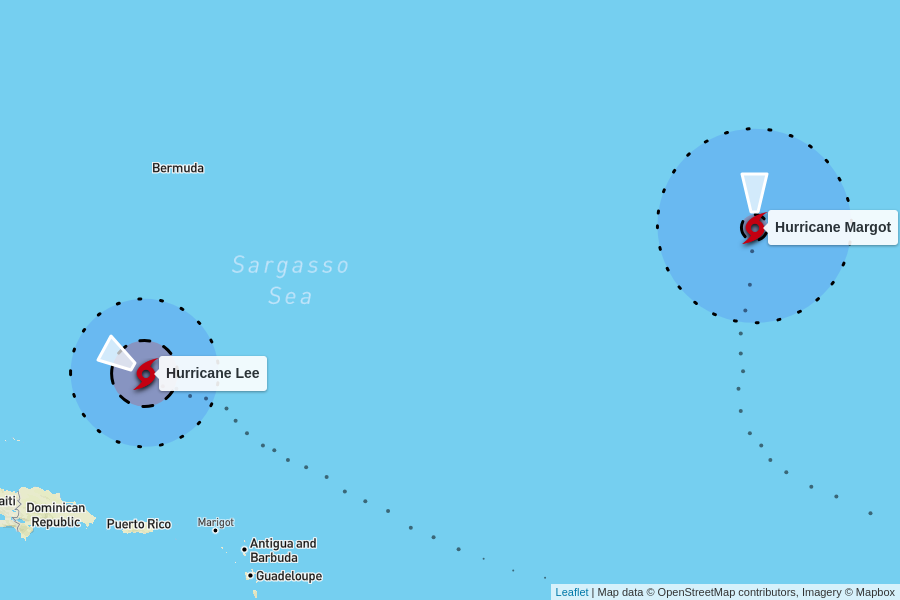 Bermuda
Hurricane Margot
Sargasso
Sea
Hurricane Lee
aiti
Dominican
Republic
Puerto Rico
Marigot
Antigua and
Barbuda
Guadeloupe
Leaflet | Map data © OpenStreetMap contributors, Imagery © Mapbox